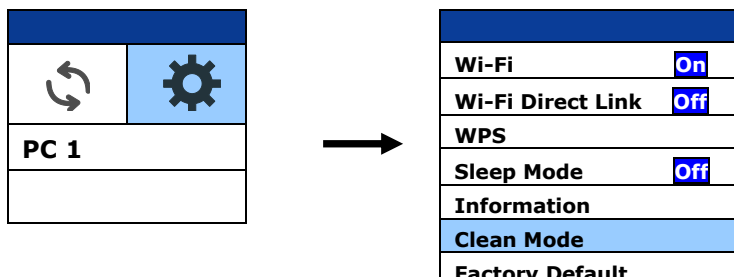 PC 1
Wi-Fi On
Wi-Fi Direct Link Off
WPS
Sleep Mode Off
Information
Clean Mode
Factory Default